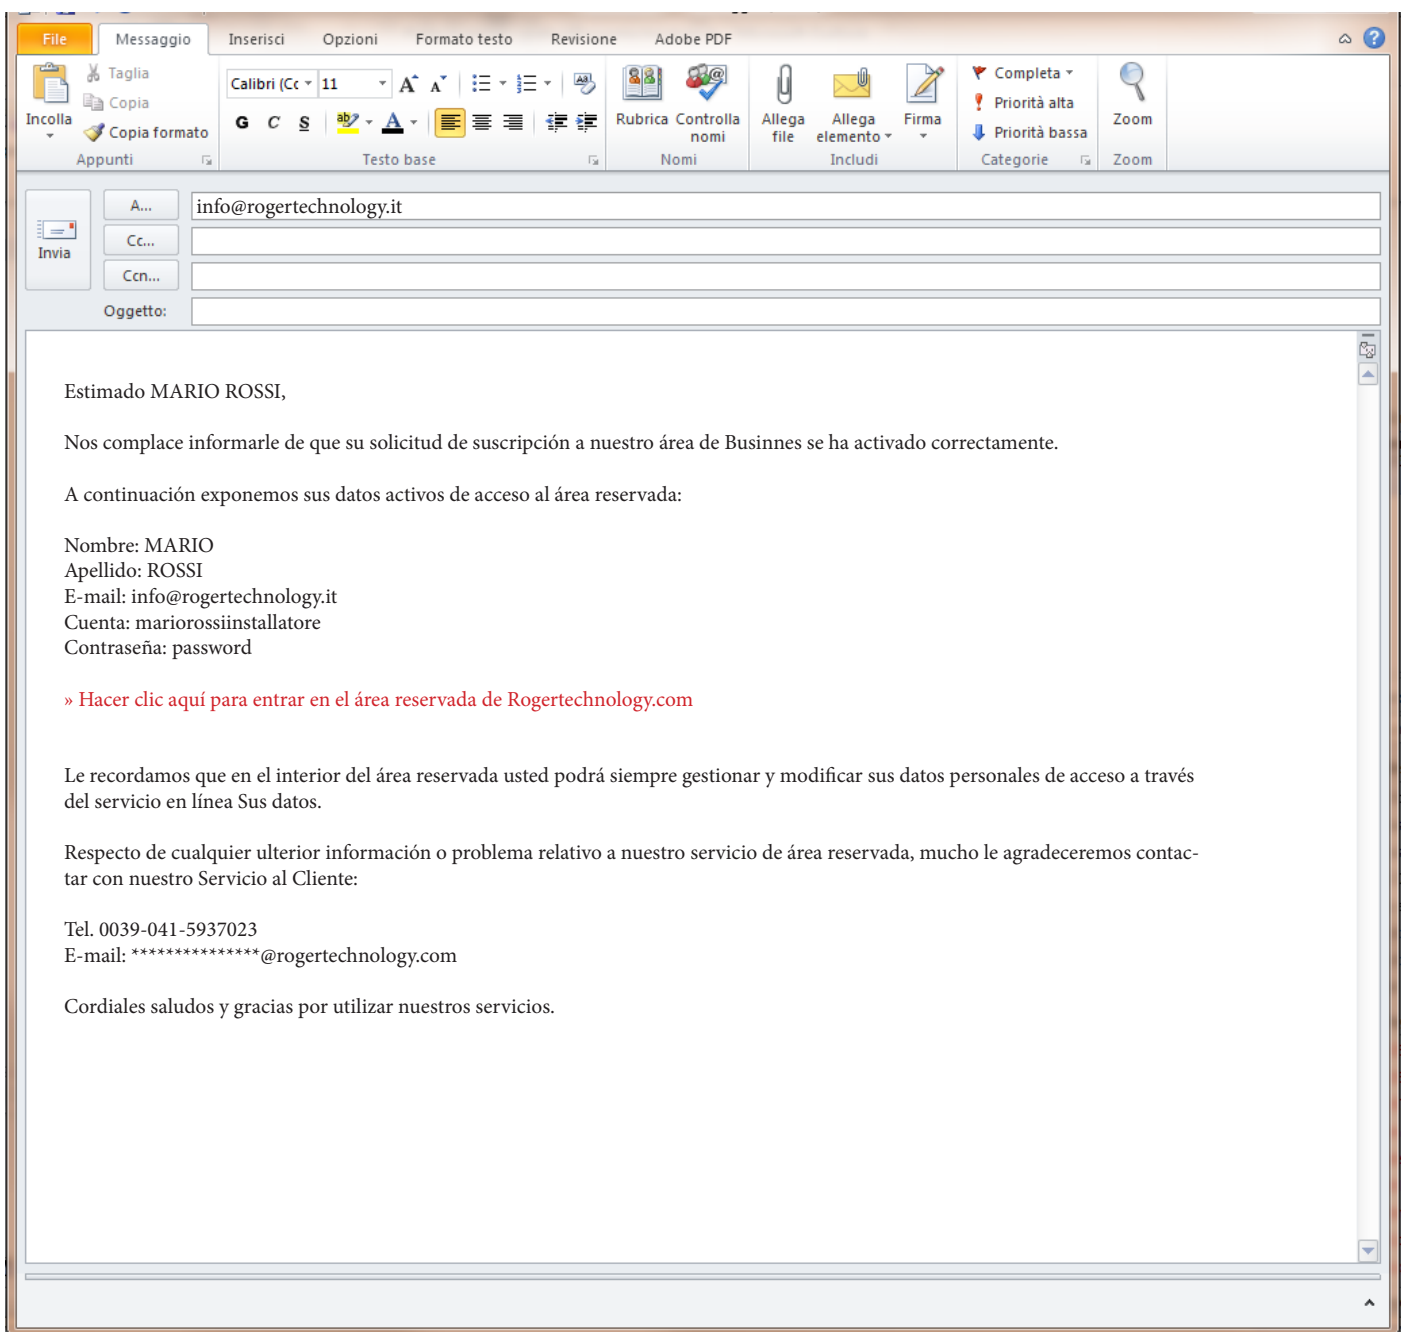 File Messaggio Inserisci Opzioni Formato testo Revisione Adobe PDF
Incolla
Taglia
Copia
Copia formato
Appunti
Calibri (Cc 11
G C S
Testo base
Rubrica Controlla nomi
Nomi
Allega file Allega elemento Firma
Includi
Completa
Priorità alta
Priorità bassa
Categorie
Zoom
Zoom
Invia
A... info@rogertechnology.it
Cc...
Ccn...
Oggetto:
Estimado MARIO ROSSI,
Nos complace informarle de que su solicitud de suscripción a nuestro área de Businnes se ha activado correctamente.
A continuación exponemos sus datos activos de acceso al área reservada:
Nombre: MARIO
Apellido: ROSSI
E-mail: info@rogertechnology.it
Cuenta: mariorossiinstallatore
Contraseña: password
» Hacer clic aquí para entrar en el área reservada de Rogertechnology.com
Le recordamos que en el interior del área reservada usted podrá siempre gestionar y modificar sus datos personales de acceso a través
del servicio en línea Sus datos.
Respecto de cualquier ulterior información o problema relativo a nuestro servicio de área reservada, mucho le agradeceremos contac-
tar con nuestro Servicio al Cliente:
Tel. 0039-041-5937023
E-mail: ***************@rogertechnology.com
Cordiales saludos y gracias por utilizar nuestros servicios.